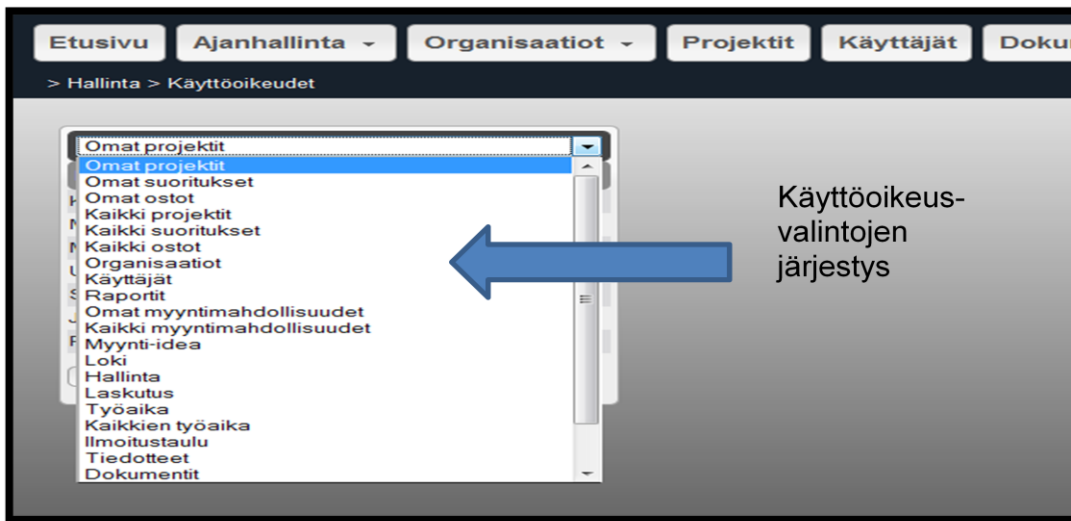 Etusivu Ajanhallinta Organisaatiot Projektit Käyttäjät
> Hallinta > Käyttöoikeudet
Omat projektit
Omat projektit
Omat suoritukset
Omat ostot
Kaikki projektit
Kaikki suoritukset
Kaikki ostot
Organisaatiot
Käyttäjät
Raportit
Omat myyntimahdollisuudet
Kaikki myyntimahdollisuudet
Myynti-idea
Loki
Hallinta
Laskutus
Työaika
Kaikkien työaika
Ilmoitustaulu
Tiedotteet
Dokumentit
Käyttöoikeus-
valintojen
järjestys